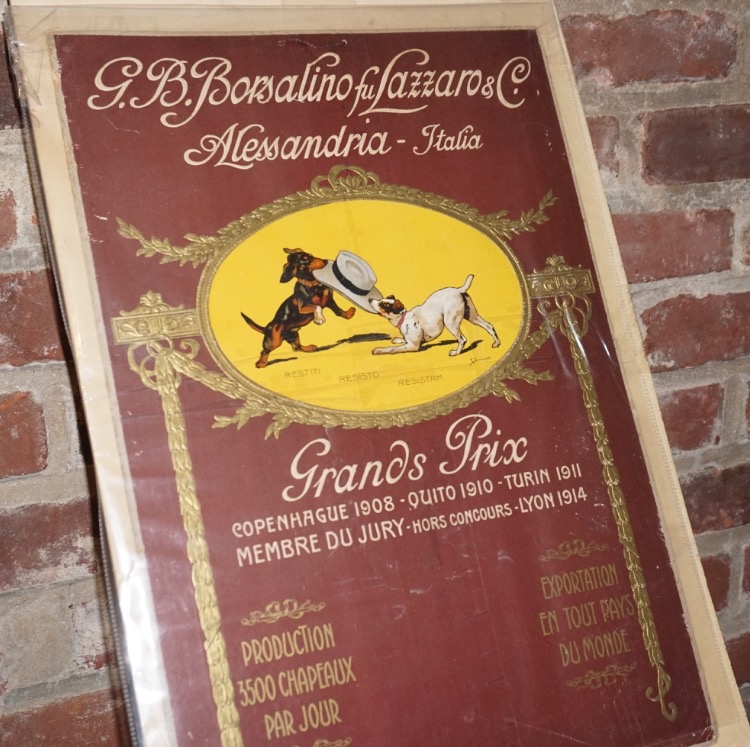 G. B. Borsalino fu Lazzaro & C.
Alessandria - Italia
RESTITI RESISTO RESISTAM
Grands Prix
COPENHAGUE 1908 - QUITO 1910 - TURIN 1911
MEMBRE DU JURY - HORS CONCOURS - LYON 1914
PRODUCTION
3500 CHAPEAUX
PAR JOUR
EXPORTATION
EN TOUT PAYS
DU MONDE